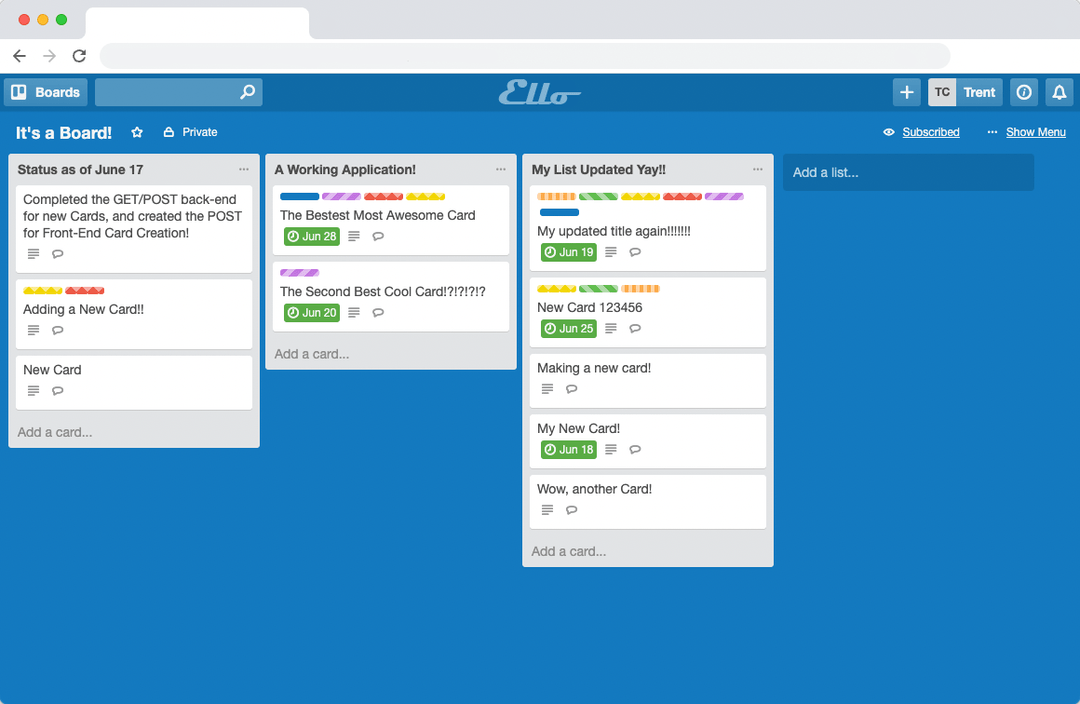 Boards
Ello
TC Trent
It's a Board!
Private
Subscribed
··· Show Menu
Status as of June 17 ···
Completed the GET/POST back-end
for new Cards, and created the POST
for Front-End Card Creation!
Adding a New Card!!
New Card
Add a card...
A Working Application! ···
The Bestest Most Awesome Card
Jun 28
The Second Best Cool Card!?!?!?!?
Jun 20
Add a card...
My List Updated Yay!! ···
My updated title again!!!!!!!
Jun 19
New Card 123456
Jun 25
Making a new card!
My New Card!
Jun 18
Wow, another Card!
Add a card...
Add a list...